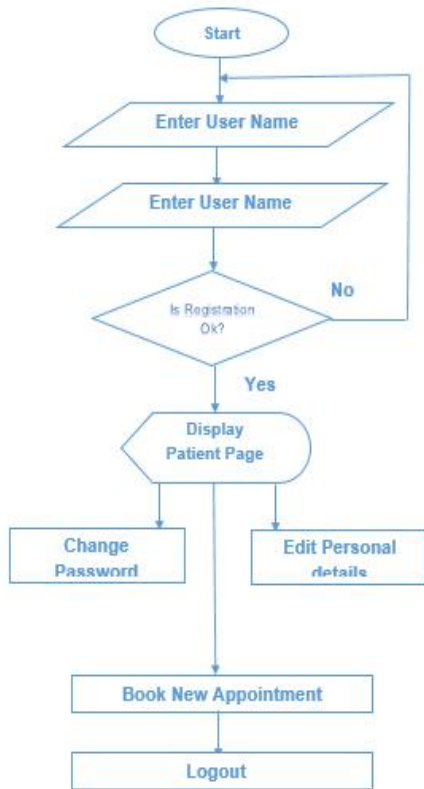 Start
Enter User Name
Enter User Name
No
Is Registration
Ok?
Yes
Display
Patient Page
Change
Password
Edit Personal
details
Book New Appointment
Logout